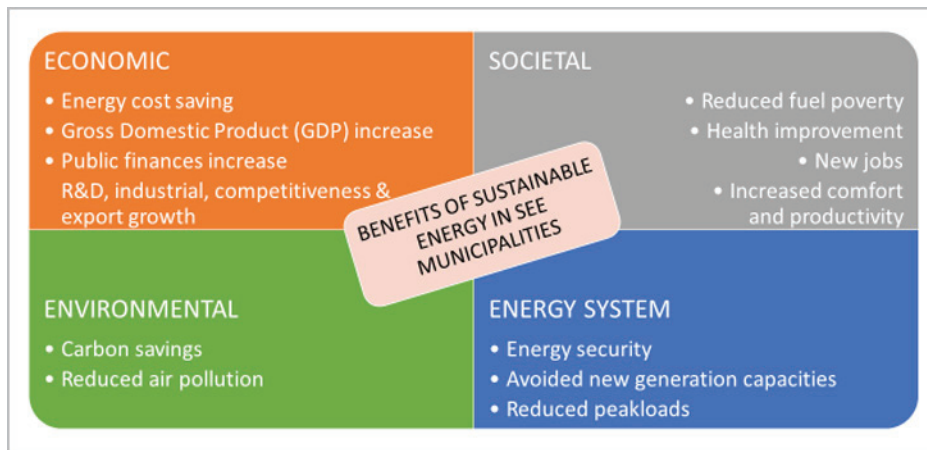 ECONOMIC
• Energy cost saving
• Gross Domestic Product (GDP) increase
• Public finances increase
R&D, industrial, competitiveness &
export growth
SOCIETAL
• Reduced fuel poverty
• Health improvement
• New jobs
• Increased comfort
and productivity
BENEFITS OF SUSTAINABLE
ENERGY IN SEE
MUNICIPALITIES
ENVIRONMENTAL
• Carbon savings
• Reduced air pollution
ENERGY SYSTEM
• Energy security
• Avoided new generation capacities
• Reduced peakloads